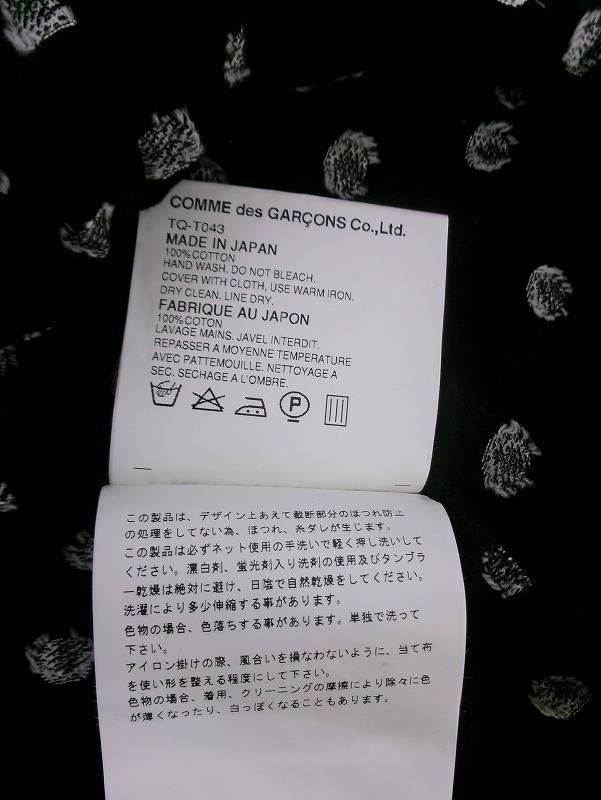 COMME des GARÇONS Co.,Ltd.
TQ-T043
MADE IN JAPAN
100%COTTON
HAND WASH. DO NOT BLEACH.
COVER WITH CLOTH, USE WARM IRON.
DRY CLEAN. LINE DRY.
FABRIQUE AU JAPON
100%COTON
LAVAGE MAINS. JAVEL INTERDIT.
REPASSER A MOYENNE TEMPERATURE
AVEC PATTEMOUILLE. NETTOYAGE A
SEC. SECHAGE A L'OMBRE.
P
この製品は、デザイン上あえて裁断部分のほつれ防止
の処理をしてない為、ほつれ、糸ダレが生じます。
この製品は必ずネット使用の手洗いで軽く押し洗いして
ください。漂白剤、蛍光剤入り洗剤の使用及びタンブラ
ー乾燥は絶対に避け、日陰で自然乾燥をしてください。
洗濯により多少伸縮する事があります。
色物の場合、色落ちする事があります。単独で洗って
下さい。
アイロン掛けの際、風合いを損なわないように、当て布
を使い形を整える程度にして下さい。
色物の場合、着用、クリーニングの摩擦により除々に色
が薄くなったり、白っぽくなることもあります。